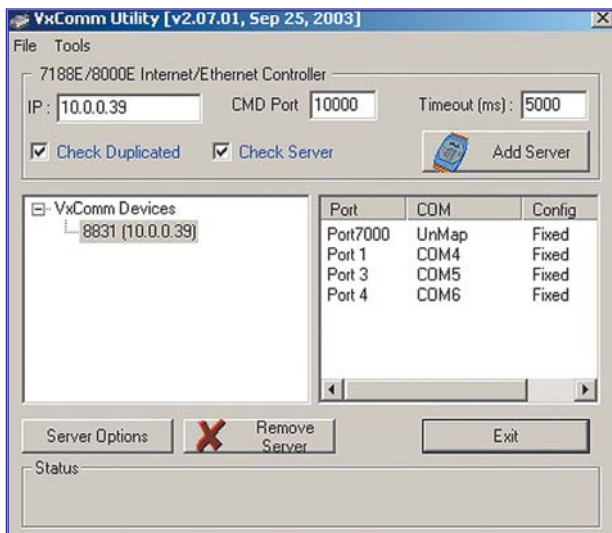 VxComm Utility [v2.07.01, Sep 25, 2003]
File Tools
7188E/8000E Internet/Ethernet Controller
IP : 10.0.0.39 CMD Port 10000 Timeout (ms) : 5000
Check Duplicated Check Server Add Server
VxComm Devices
8831 (10.0.0.39)
Port COM Config
Port7000 UnMap Fixed
Port 1 COM4 Fixed
Port 3 COM5 Fixed
Port 4 COM6 Fixed
Server Options Remove Server Exit
Status